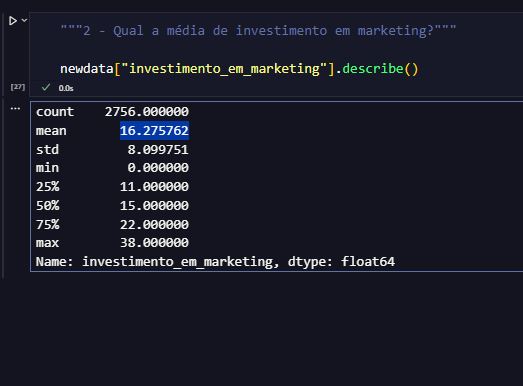 """2 - Qual a média de investimento em marketing?"""
newdata["investimento_em_marketing"].describe()
[27] 0.0s
count 2756.000000
mean 16.275762
std 8.099751
min 0.000000
25% 11.000000
50% 15.000000
75% 22.000000
max 38.000000
Name: investimento_em_marketing, dtype: float64